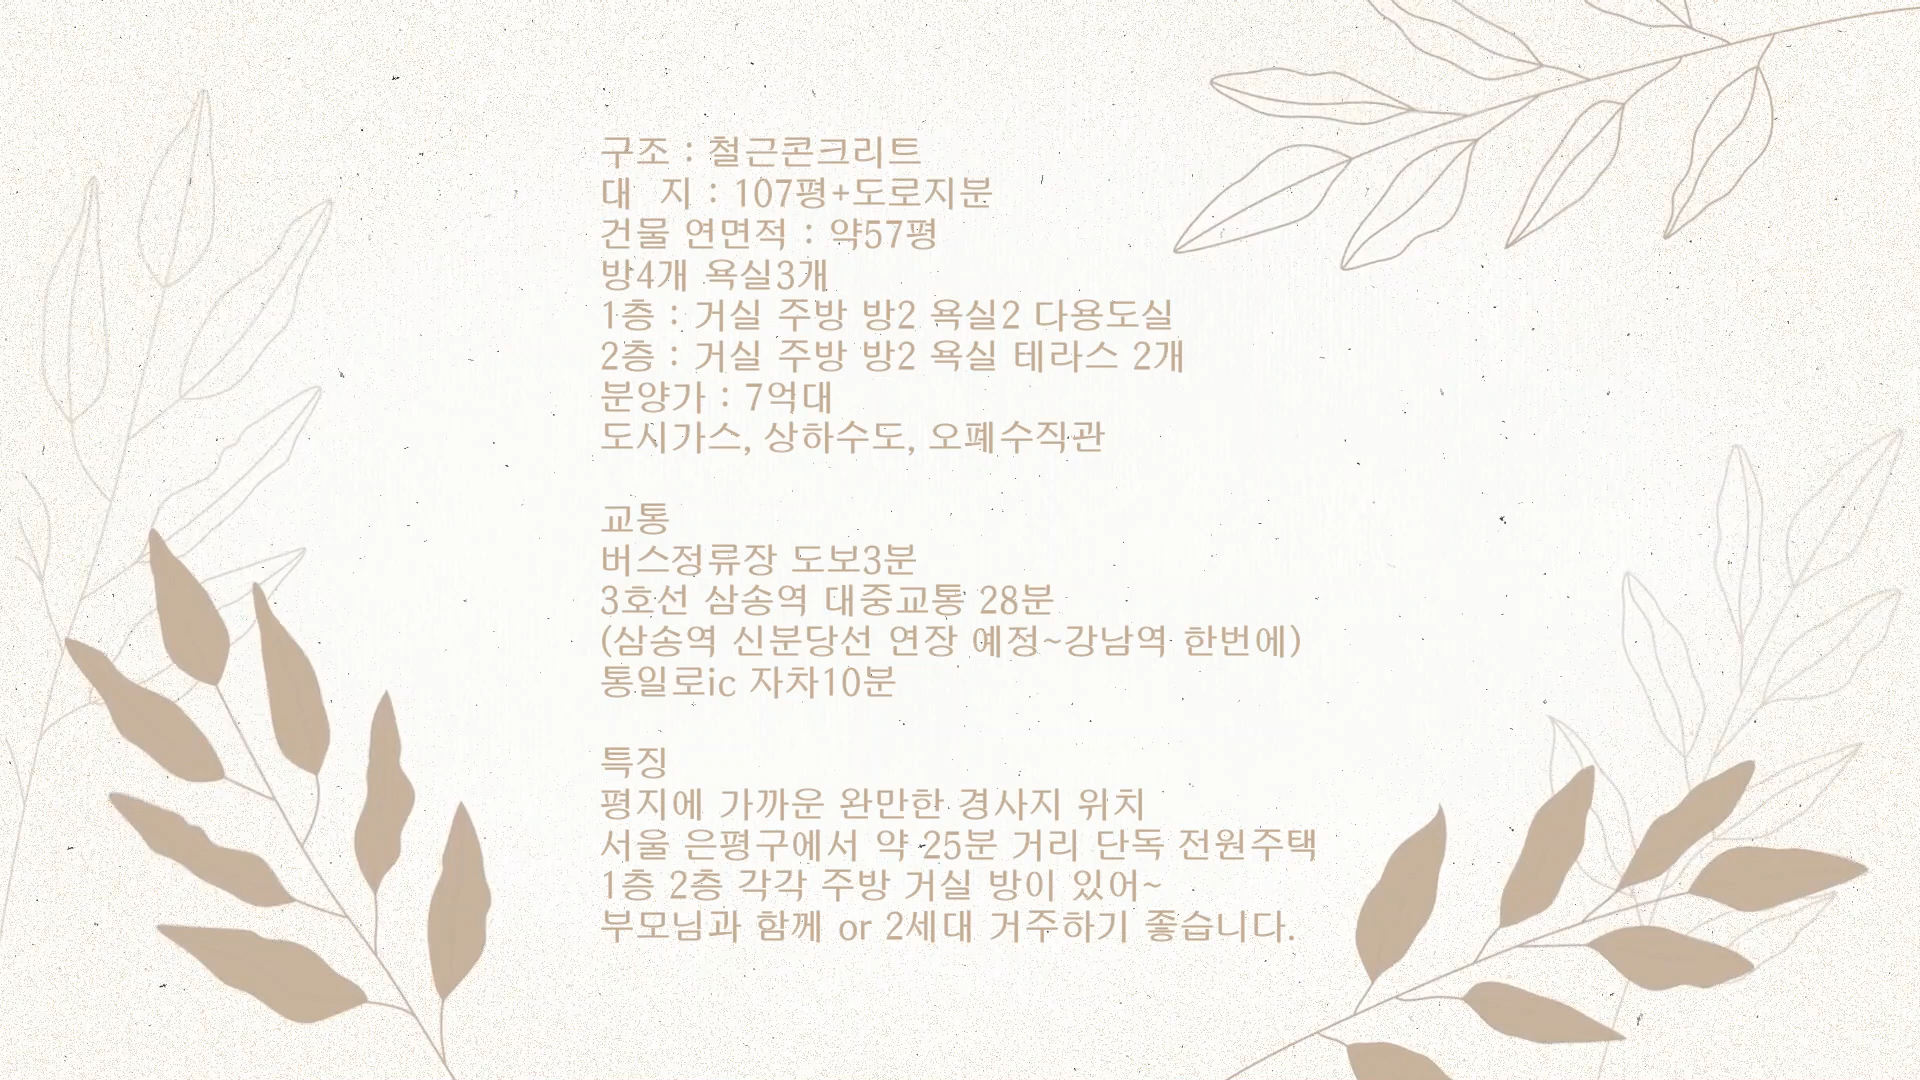 구조 : 철근콘크리트
대 지 : 107평+도로지분
건물 연면적 : 약57평
방4개 욕실3개
1층 : 거실 주방 방2 욕실2 다용도실
2층 : 거실 주방 방2 욕실 테라스 2개
분양가 : 7억대
도시가스, 상하수도, 오폐수직관
교통
버스정류장 도보3분
3호선 삼송역 대중교통 28분
(삼송역 신분당선 연장 예정~강남역 한번에)
통일로ic 자차10분
특징
평지에 가까운 완만한 경사지 위치
서울 은평구에서 약 25분 거리 단독 전원주택
1층 2층 각각 주방 거실 방이 있어~
부모님과 함께 or 2세대 거주하기 좋습니다.